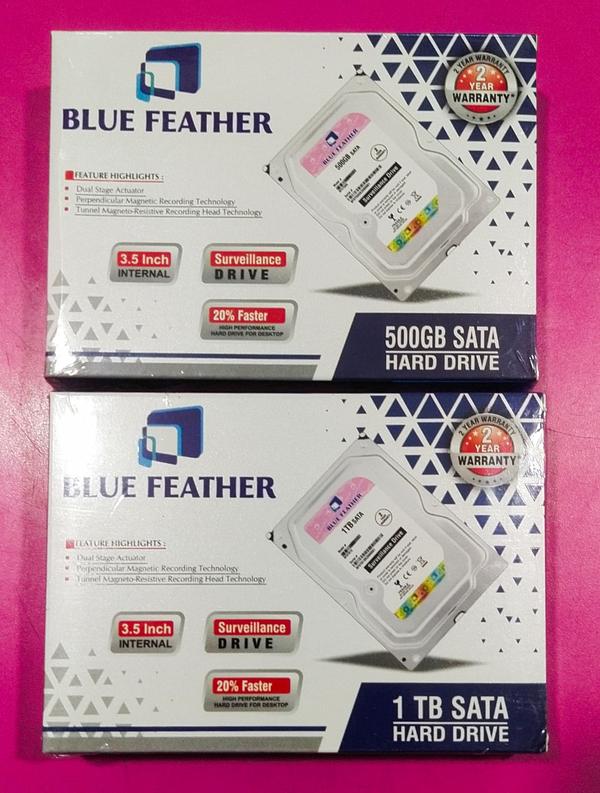 2 YEAR WARRANTY
2
YEAR
WARRANTY*
BLUE FEATHER
FEATURE HIGHLIGHTS :
Dual Stage Actuator
Perpendicular Magnetic Recording Technology
Tunnel Magneto-Resistive Recording Head Technology
BLUE FEATHER
500GB SATA
Surveillance Drive
3.5 Inch
INTERNAL
Surveillance
DRIVE
20% Faster
HIGH PERFORMANCE
HARD DRIVE FOR DESKTOP
500GB SATA
HARD DRIVE
2 YEAR WARRANTY
2
YEAR
WARRANTY
BLUE FEATHER
FEATURE HIGHLIGHTS :
Dual Stage Actuator
Perpendicular Magnetic Recording Technology
Tunnel Magneto-Resistive Recording Head Technology
BLUE FEATHER
1TB SATA
Surveillance Drive
3.5 Inch
INTERNAL
Surveillance
DRIVE
20% Faster
HIGH PERFORMANCE
HARD DRIVE FOR DESKTOP
1 TB SATA
HARD DRIVE